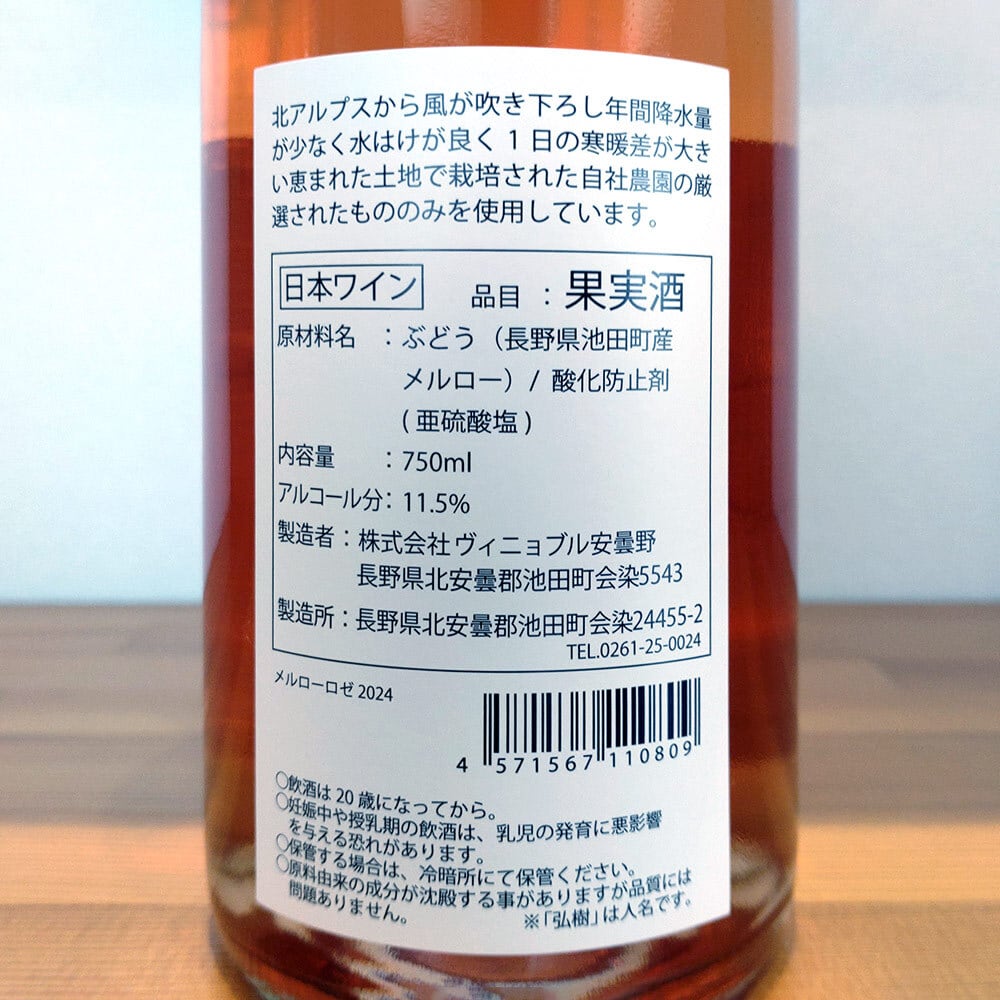 北アルプスから風が吹き下ろし年間降水量
が少なく水はけが良く1日の寒暖差が大き
い恵まれた土地で栽培された自社農園の厳
選されたもののみを使用しています。
日本ワイン 品目 : 果実酒
原材料名 : ぶどう（長野県池田町産
メルロー）/ 酸化防止剤
(亜硫酸塩)
内容量 : 750ml
アルコール分: 11.5%
製造者: 株式会社ヴィニョブル安曇野
長野県北安曇郡池田町会染5543
製造所: 長野県北安曇郡池田町会染24455-2
TEL.0261-25-0024
メルローロゼ2024
4 571567 110809
○飲酒は20歳になってから。
○妊娠中や授乳期の飲酒は、乳児の発育に悪影響
を与える恐れがあります。
○保管する場合は、冷暗所にて保管ください。
○原料由来の成分が沈殿する事がありますが品質には
問題ありません。
※「弘樹」は人名です。